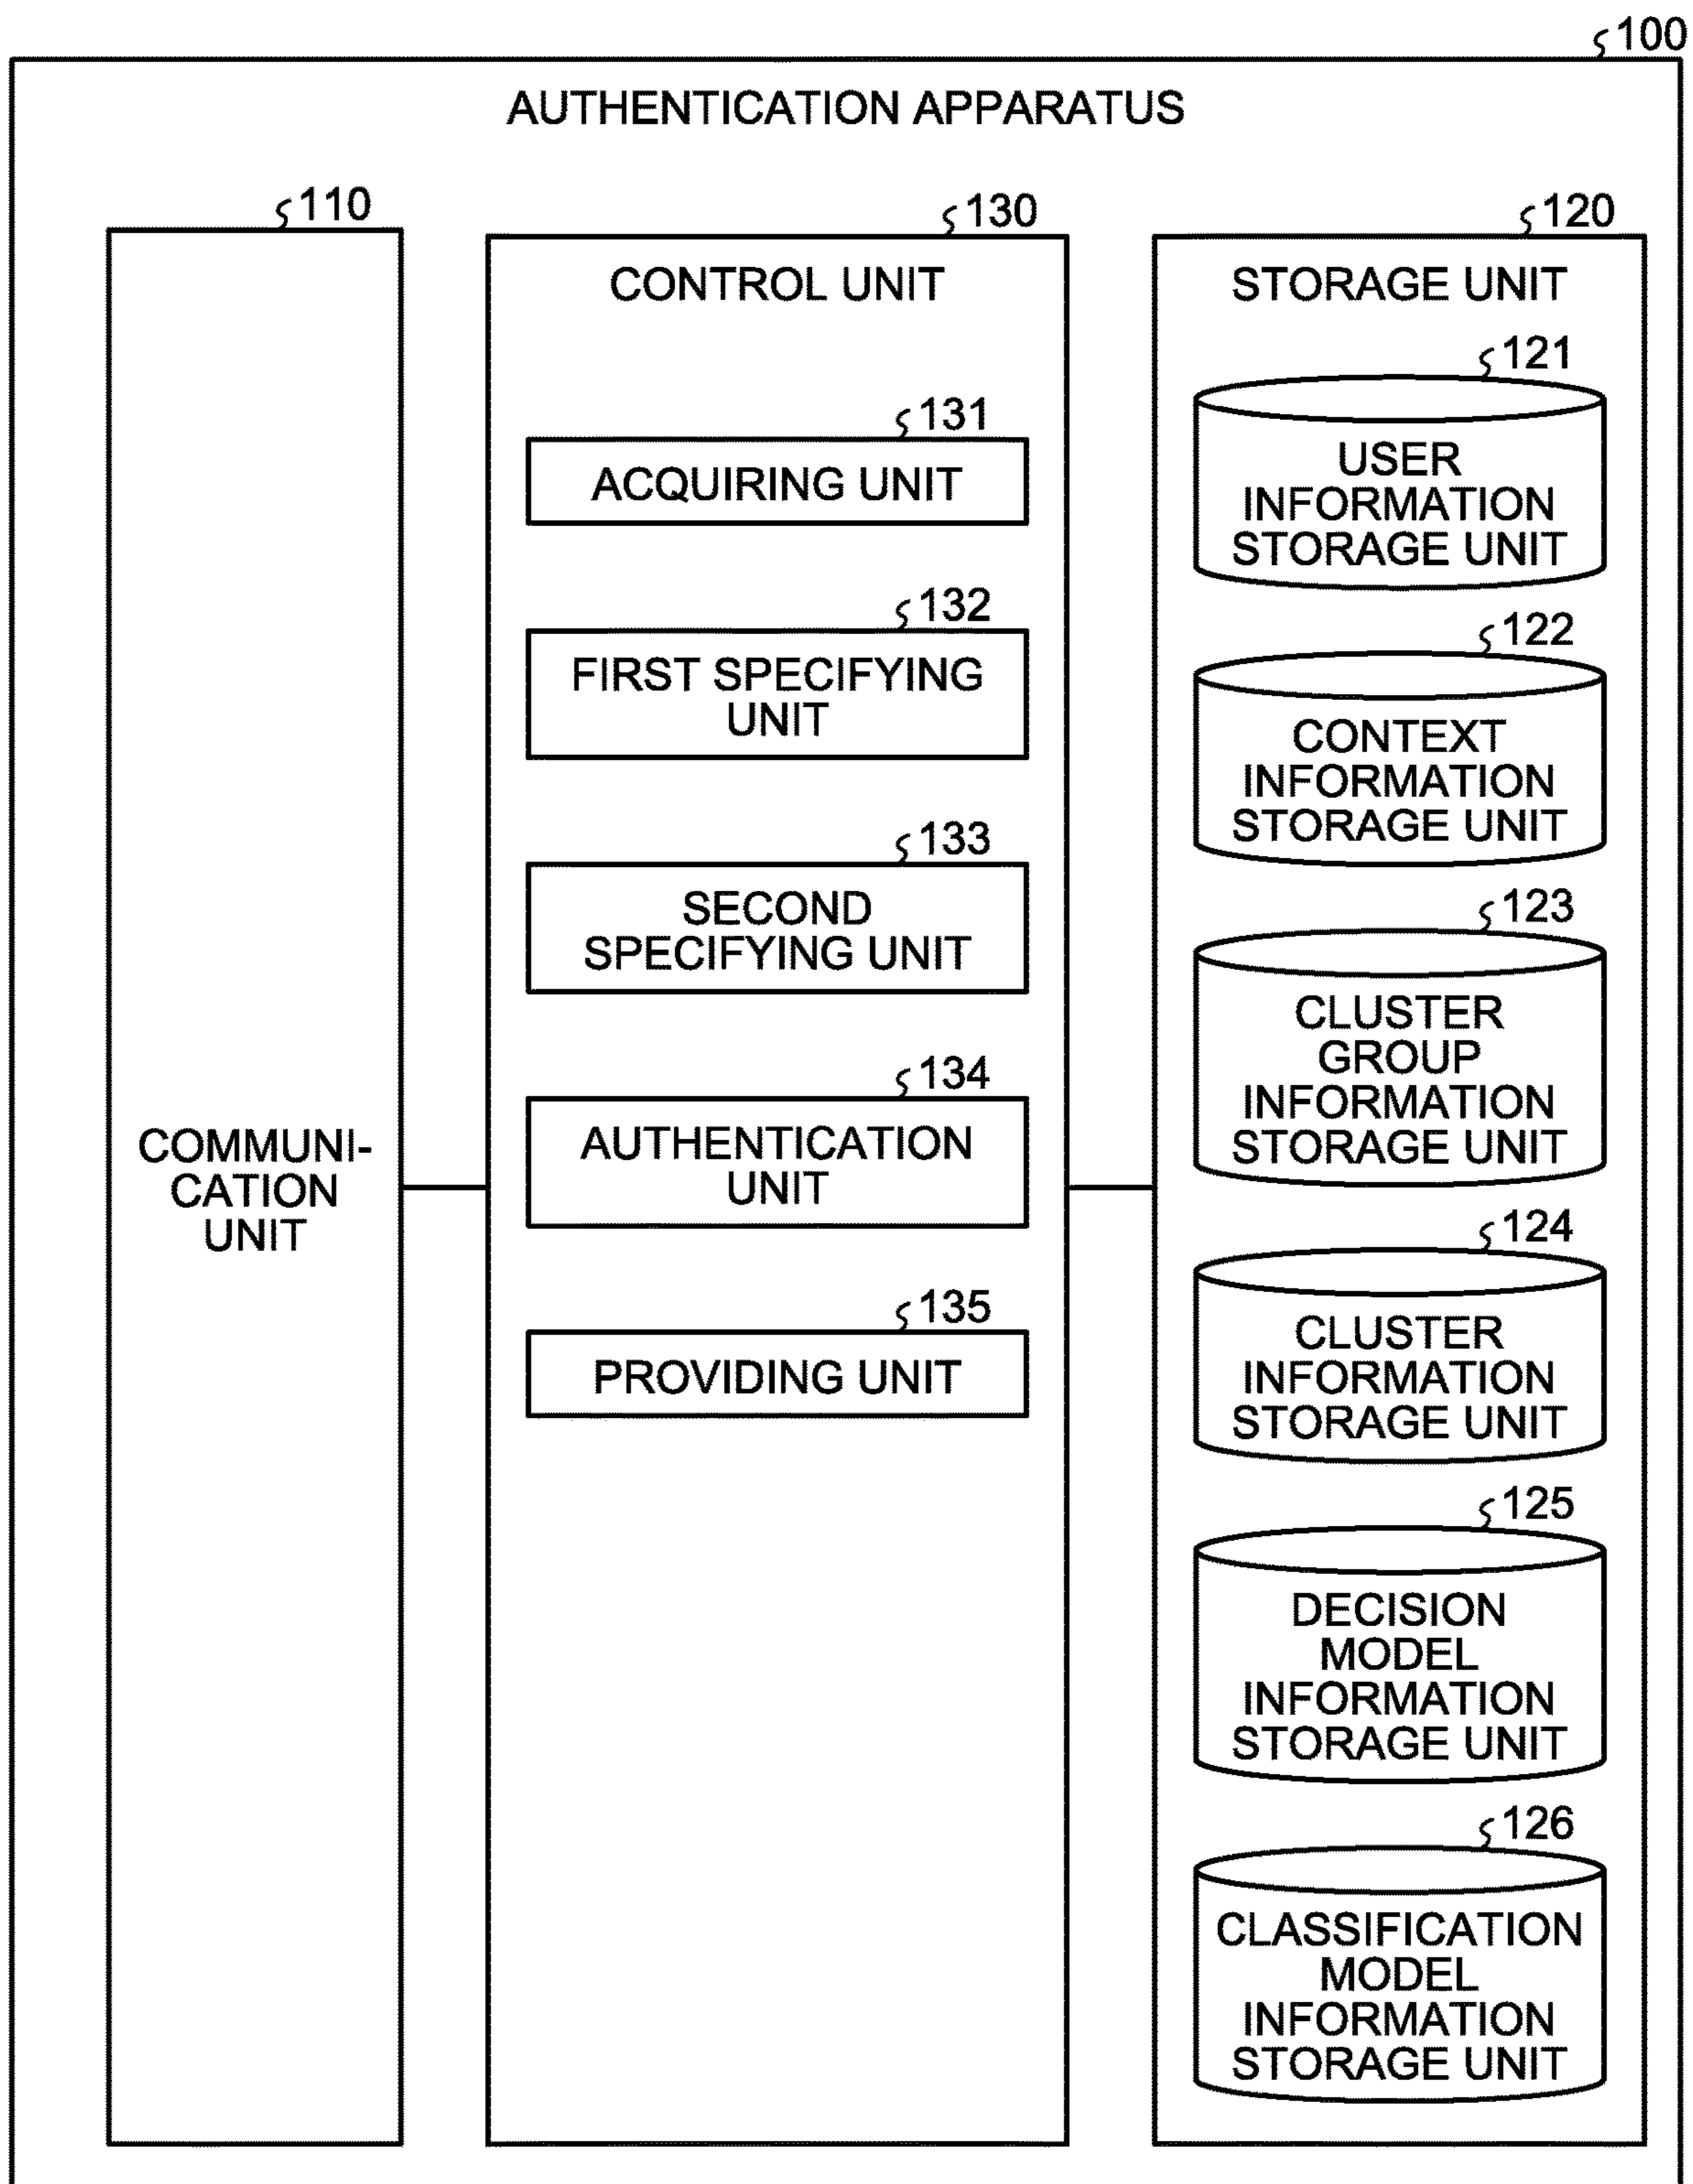 100
AUTHENTICATION APPARATUS
110
COMMUNI-
CATION
UNIT
130
CONTROL UNIT
131
ACQUIRING UNIT
132
FIRST SPECIFYING
UNIT
133
SECOND
SPECIFYING UNIT
134
AUTHENTICATION
UNIT
135
PROVIDING UNIT
120
STORAGE UNIT
121
USER
INFORMATION
STORAGE UNIT
122
CONTEXT
INFORMATION
STORAGE UNIT
123
CLUSTER
GROUP
INFORMATION
STORAGE UNIT
124
CLUSTER
INFORMATION
STORAGE UNIT
125
DECISION
MODEL
INFORMATION
STORAGE UNIT
126
CLASSIFICATION
MODEL
INFORMATION
STORAGE UNIT